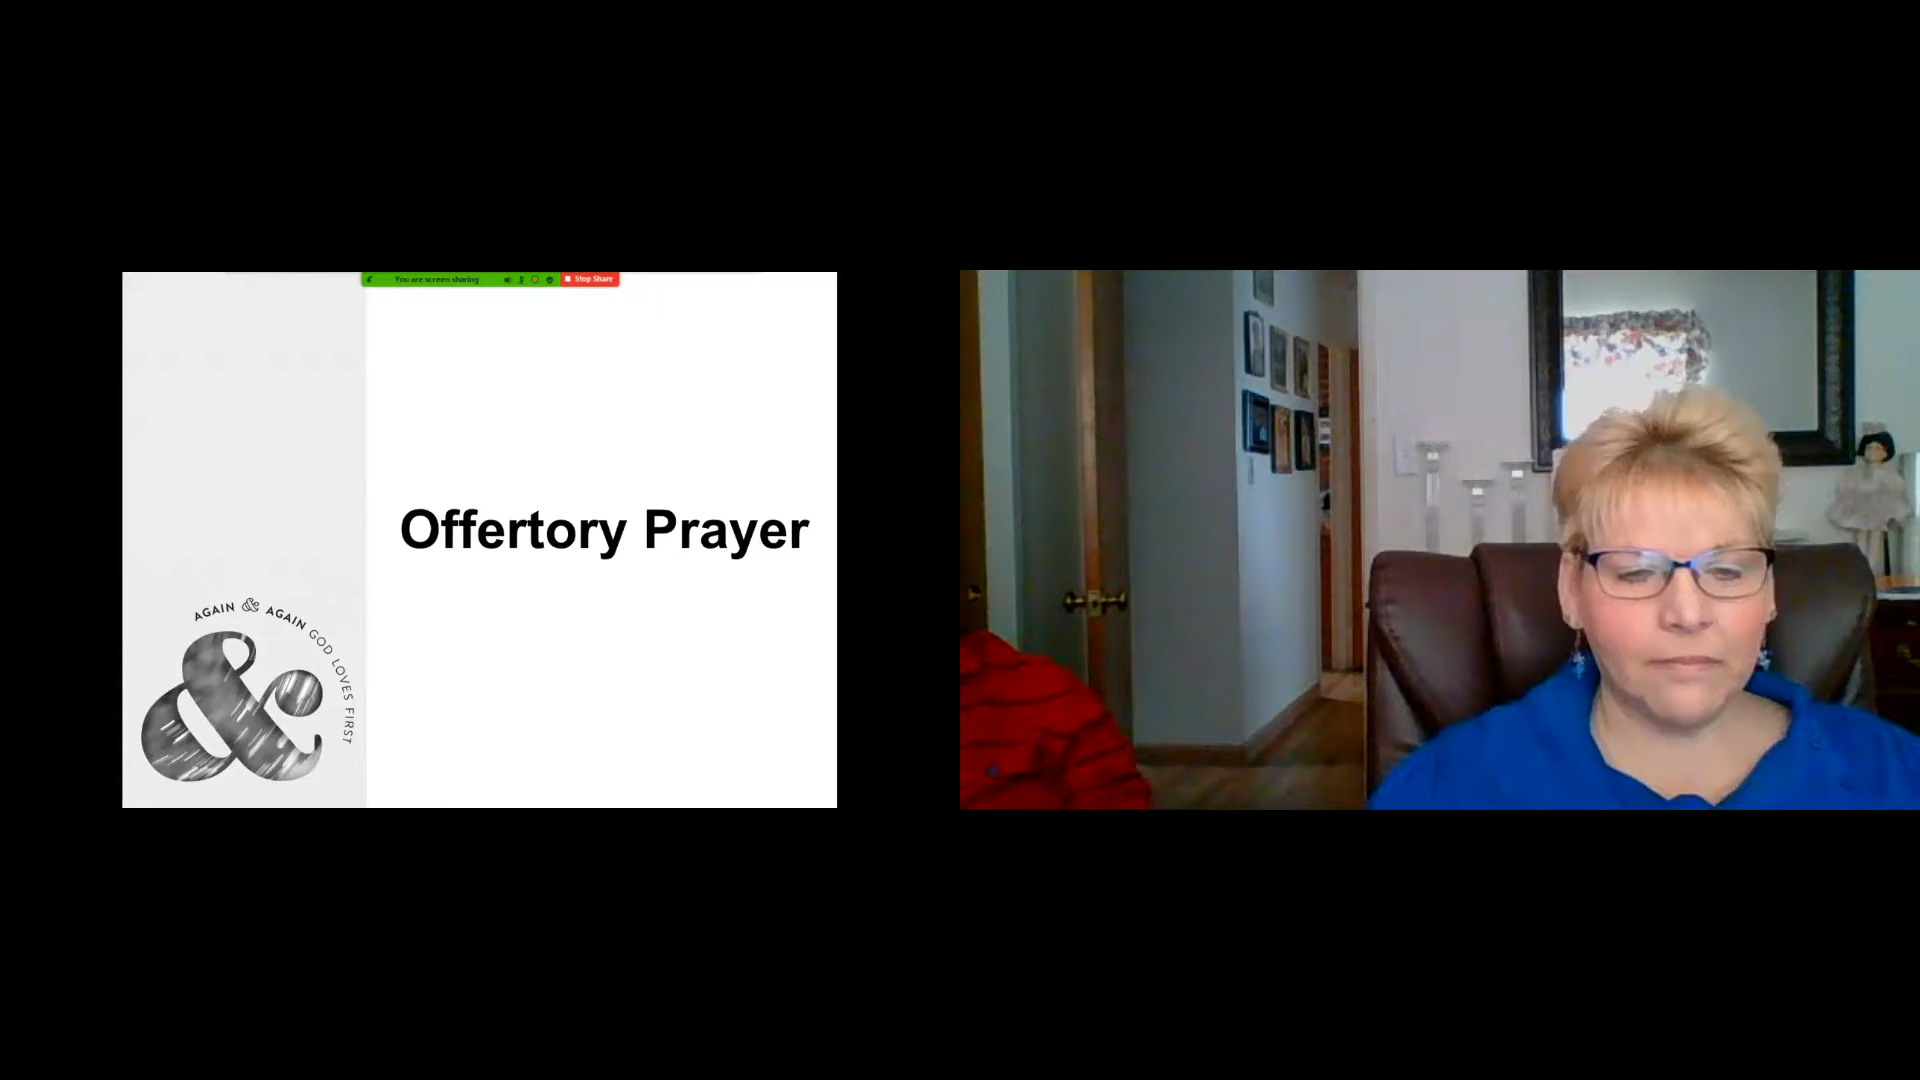 You are screen sharing Stop Share
Offertory Prayer
AGAIN & AGAIN GOD LOVES FIRST
&